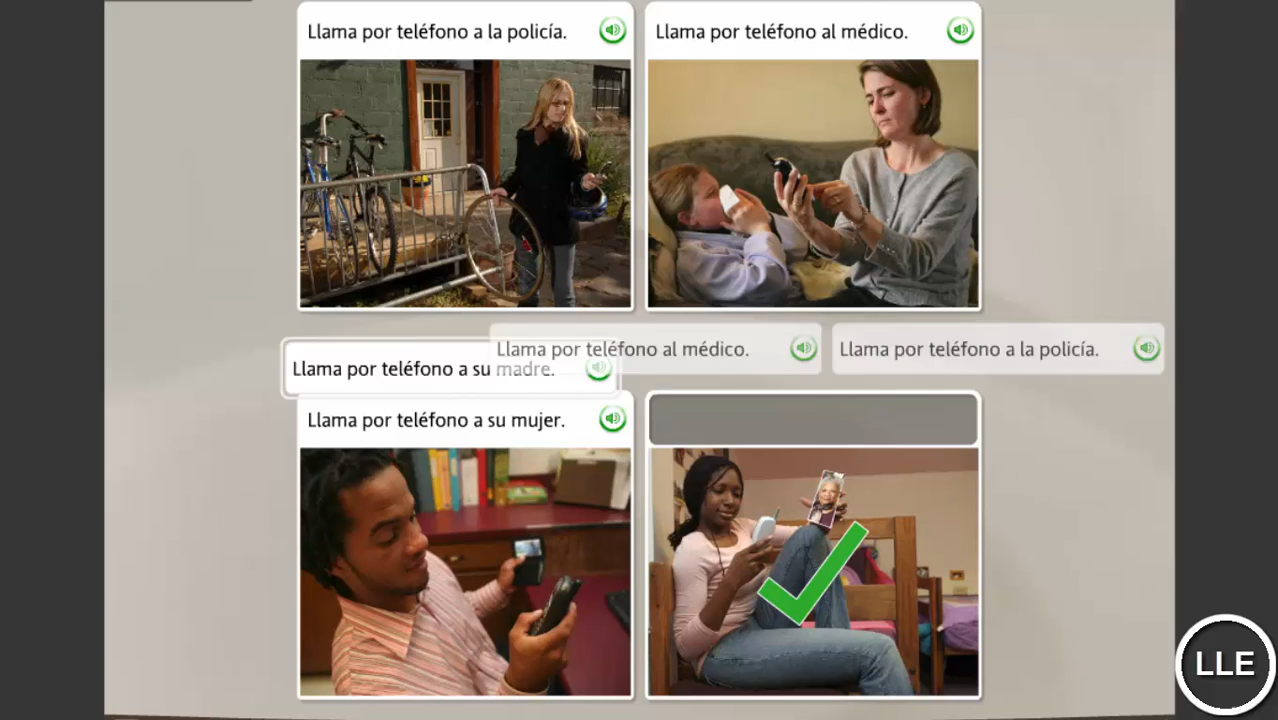 Llama por teléfono a la policía.
Llama por teléfono al médico.
Llama por teléfono al médico.
Llama por teléfono a la policía.
Llama por teléfono a su madre.
Llama por teléfono a su mujer.
LLE